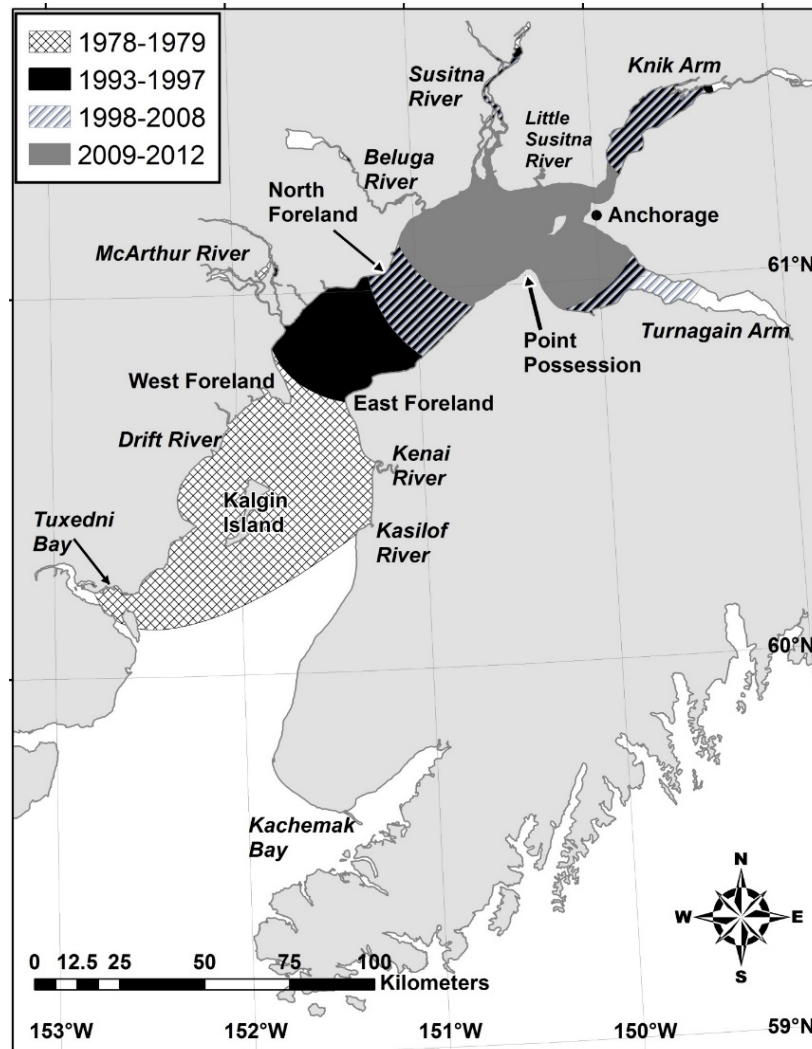 1978-1979
1993-1997
1998-2008
2009-2012
Susitna
River
Knik Arm
Little
Susitna
River
Beluga
River
North
Foreland
Anchorage
McArthur River
61°N
Turnagain Arm
Point
Possession
West Foreland
East Foreland
Drift River
Kenai
River
Kalgin
Island
Tuxedni
Bay
Kasilof
River
60°N
Kachemak
Bay
N
W E
S
0 12.5 25 50 75 100
Kilometers
153°W 152°W 151°W 150°W 59°N